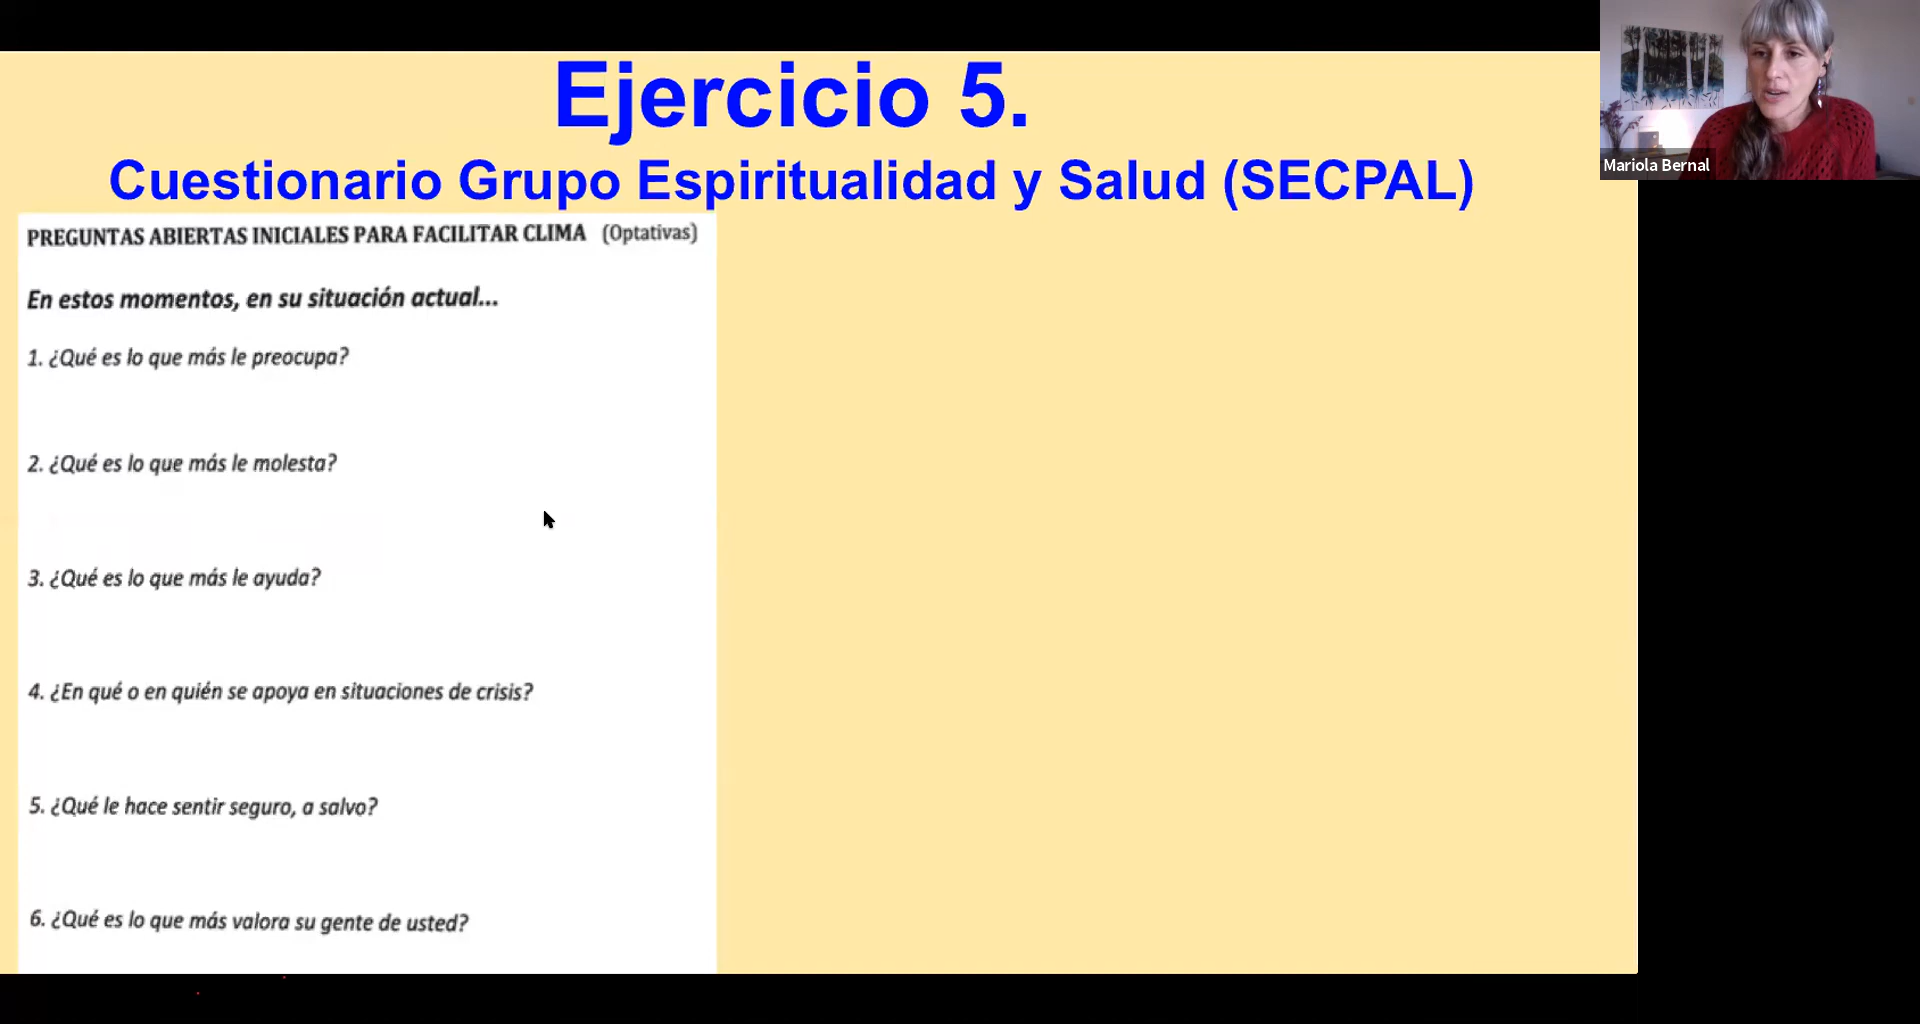 Ejercicio 5.
Cuestionario Grupo Espiritualidad y Salud (SECPAL)
PREGUNTAS ABIERTAS INICIALES PARA FACILITAR CLIMA (Optativas)
En estos momentos, en su situación actual...
1. ¿Qué es lo que más le preocupa?
2. ¿Qué es lo que más le molesta?
3. ¿Qué es lo que más le ayuda?
4. ¿En qué o en quién se apoya en situaciones de crisis?
5. ¿Qué le hace sentir seguro, a salvo?
6. ¿Qué es lo que más valora su gente de usted?
Mariola Bernal